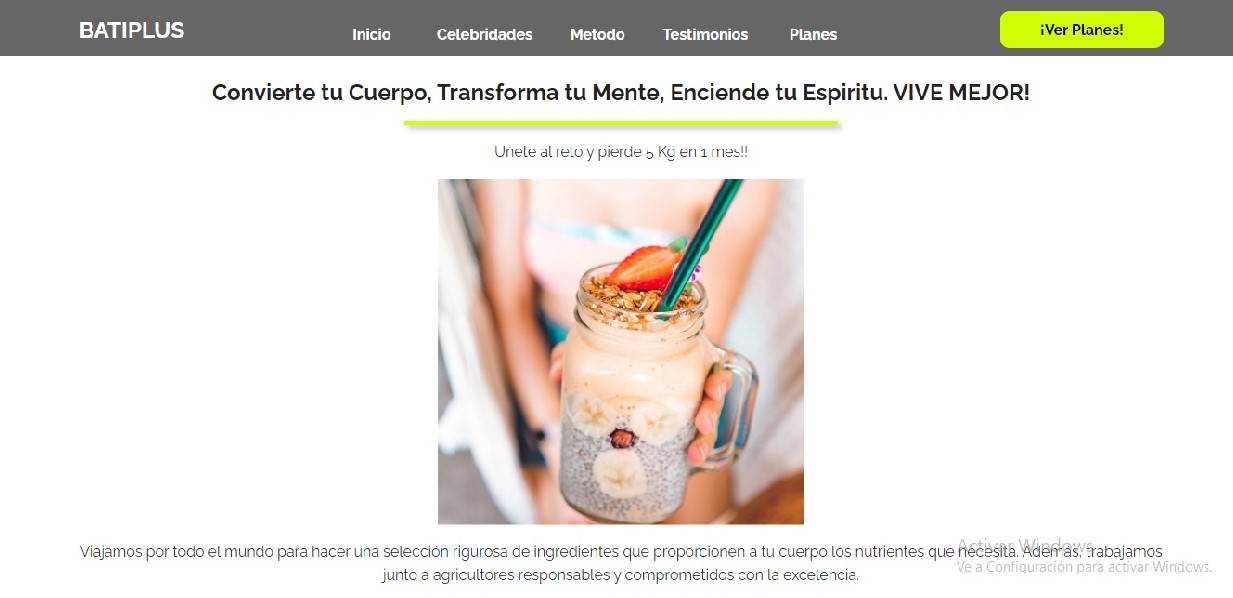 BATIPLUS
Inicio Celebridades Metodo Testimonios Planes
¡Ver Planes!
Convierte tu Cuerpo, Transforma tu Mente, Enciende tu Espiritu. VIVE MEJOR!
Unete al reto y pierde 5 Kg en 1 mes!!
Viajamos por todo el mundo para hacer una selección rigurosa de ingredientes que proporcionen a tu cuerpo los nutrientes que necesita. Además, trabajamos
junto a agricultores responsables y comprometidos con la excelencia.
Activar Windows
Ve a Configuración para activar Windows.